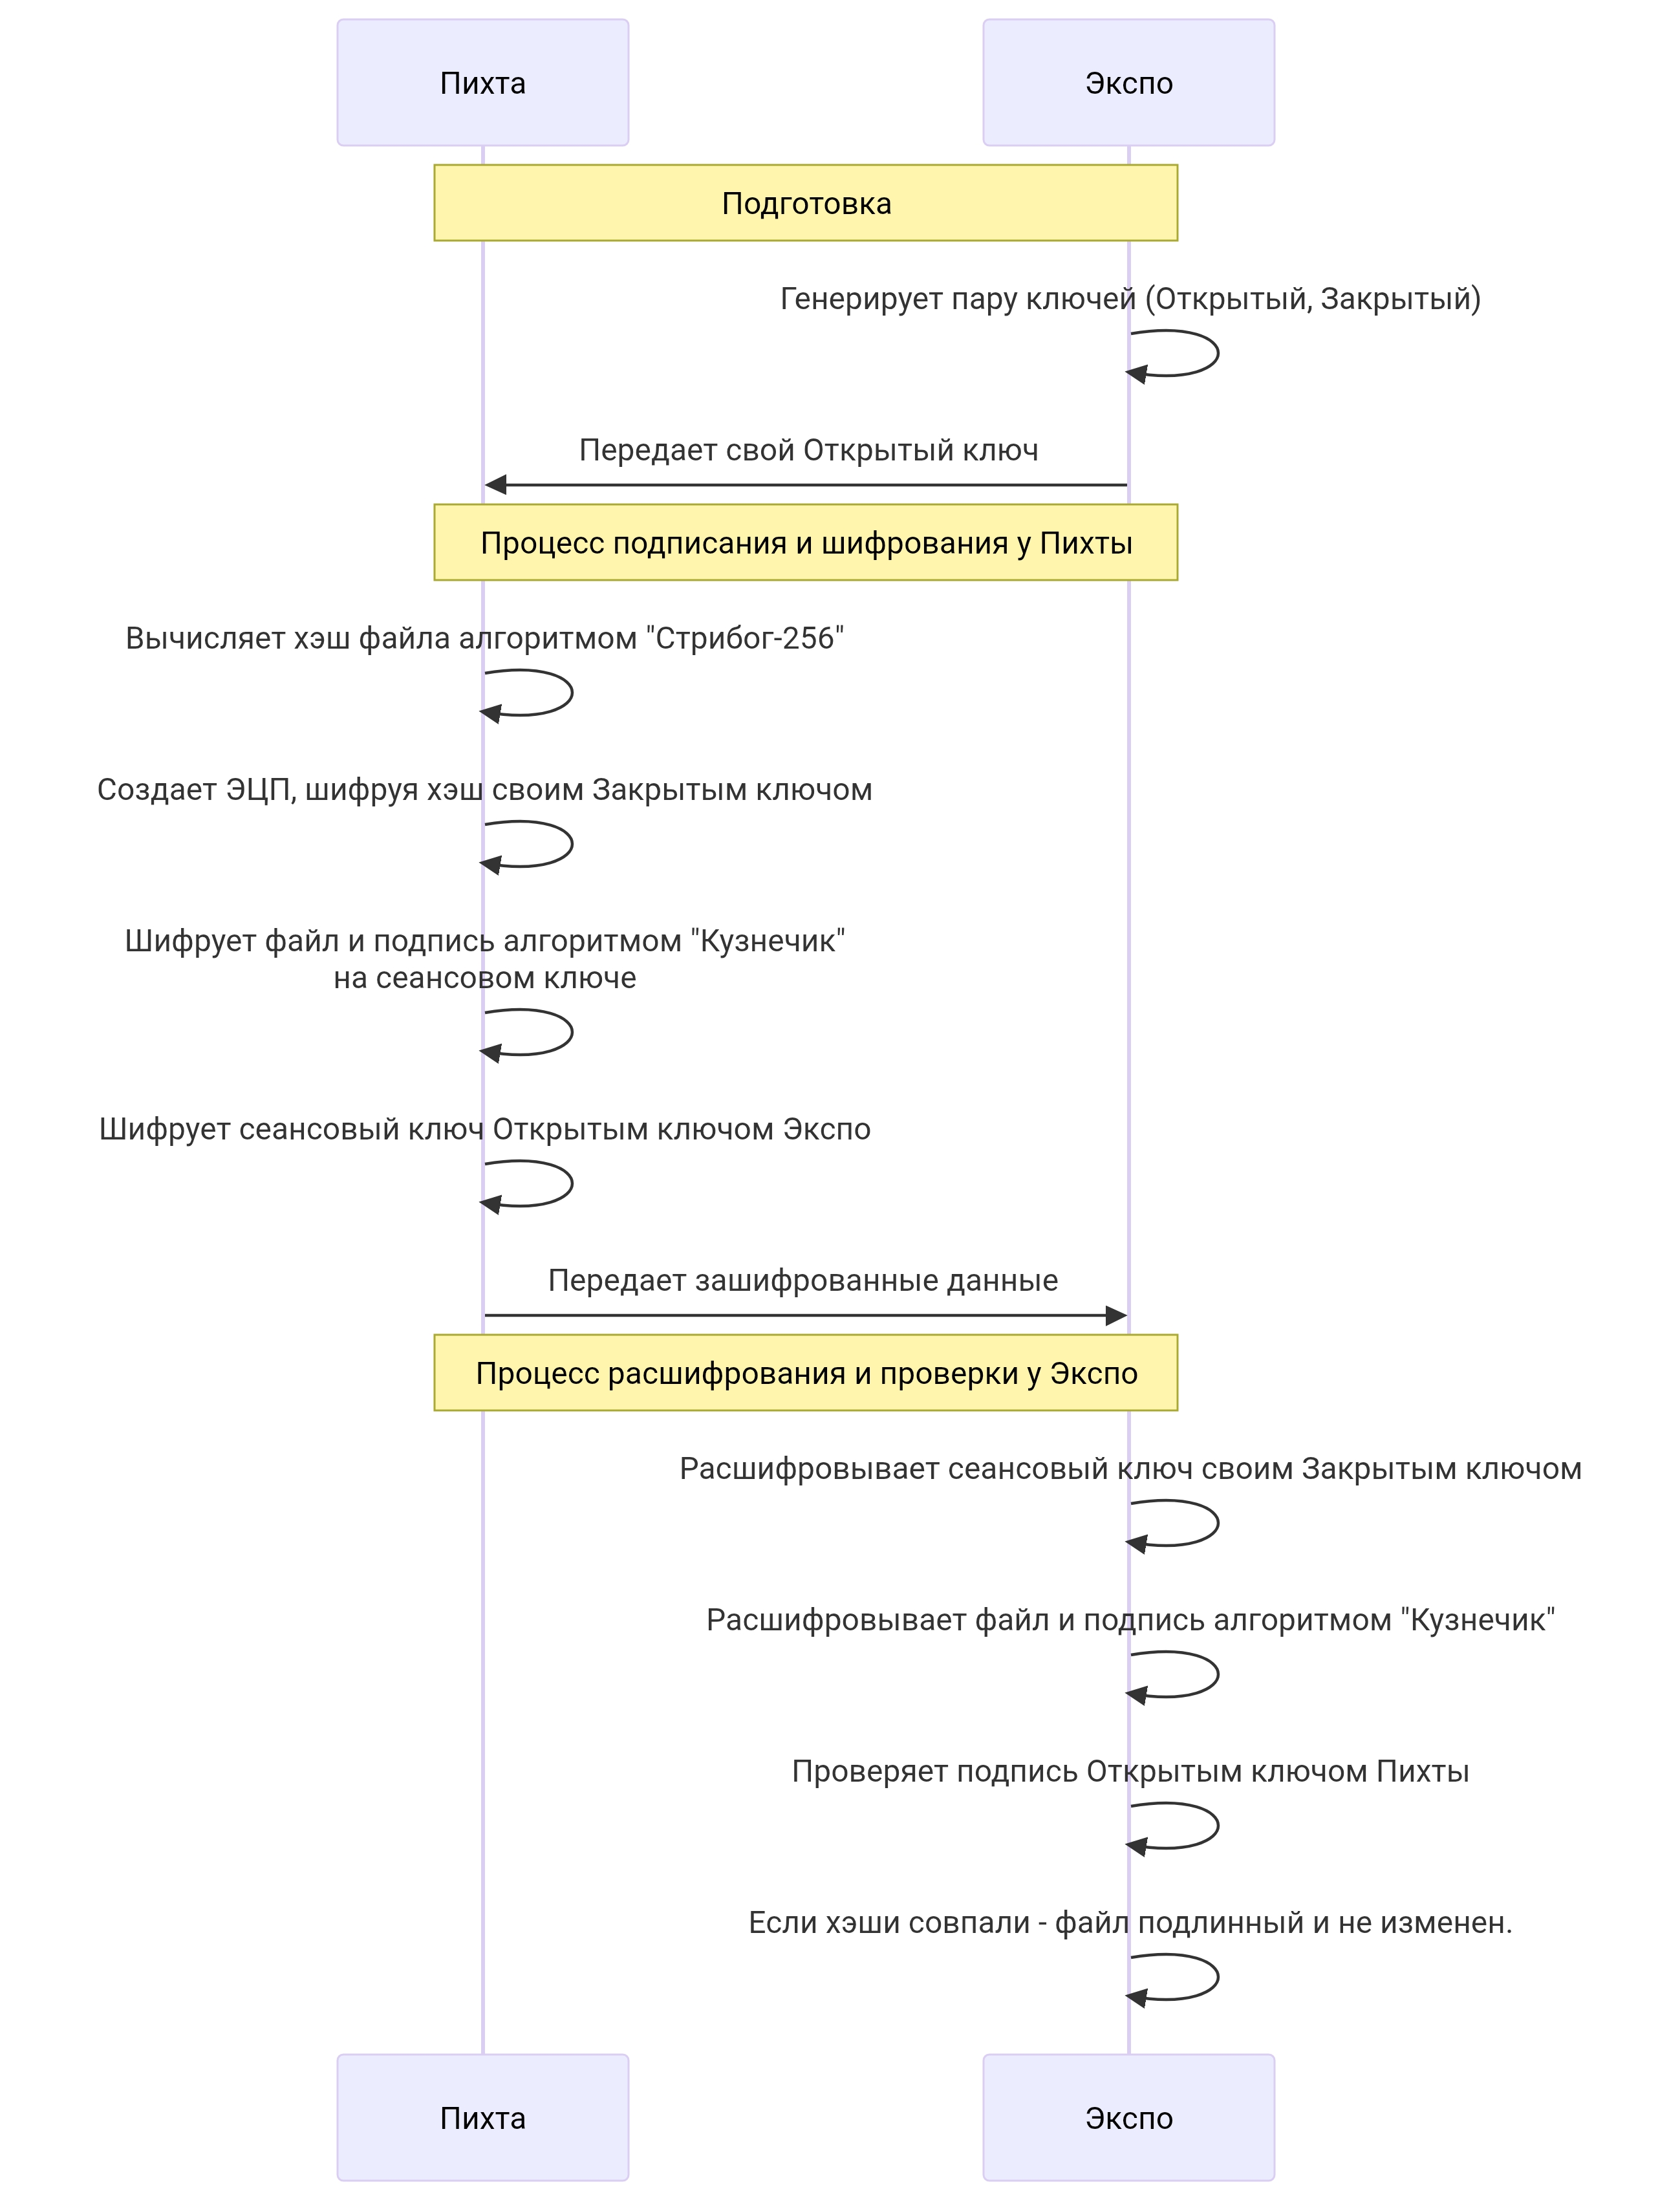 Пихта
Экспо
Подготовка
Генерирует пару ключей (Открытый, Закрытый)
Передает свой Открытый ключ
Процесс подписания и шифрования у Пихты
Вычисляет хэш файла алгоритмом "Стрибог-256"
Создает ЭЦП, шифруя хэш своим Закрытым ключом
Шифрует файл и подпись алгоритмом "Кузнечик"
на сеансовом ключе
Шифрует сеансовый ключ Открытым ключом Экспо
Передает зашифрованные данные
Процесс расшифрования и проверки у Экспо
Расшифровывает сеансовый ключ своим Закрытым ключом
Расшифровывает файл и подпись алгоритмом "Кузнечик"
Проверяет подпись Открытым ключом Пихты
Если хэши совпали - файл подлинный и не изменен.
Пихта
Экспо